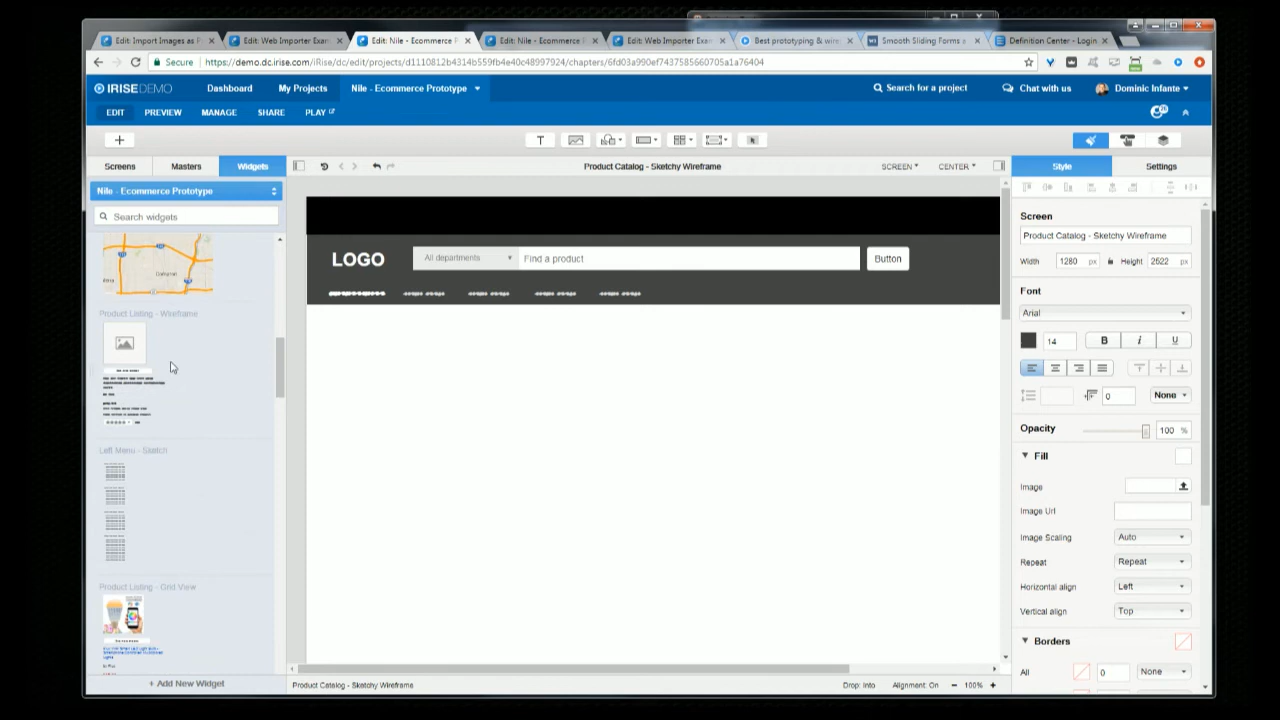 Edit: Import Images as P
Edit: Web Importer Exam
Edit: Nile - Ecommerce P
Edit: Nile - Ecommerce P
Edit: Web Importer Exam
Best prototyping & wire
Smooth Sliding Forms
Definition Center - Login
Secure
https://demo.dc.irise.com/iRise/dc/edit/projects/d1110812b4314b559fb4e40c48997924/chapters/6fd03a990ef7437585660705a1a76404
IRISEDEMO
Dashboard
My Projects
Nile - Ecommerce Prototype
Search for a project
Chat with us
Dominic Infante
EDIT
PREVIEW
MANAGE
SHARE
PLAY
Screens
Masters
Widgets
Product Catalog - Sketchy Wireframe
SCREEN
CENTER
Style
Settings
Nile - Ecommerce Prototype
Search widgets
Product Listing - Wireframe
Left Menu - Sketch
Product Listing - Grid View
+ Add New Widget
LOGO
All departments
Find a product
Button
Screen
Product Catalog - Sketchy Wireframe
Width 1280 px Height 2622 px
Font
Arial
14 B i U
0 None
Opacity 100 %
Fill
Image
Image Url
Image Scaling Auto
Repeat Repeat
Horizontal align Left
Vertical align Top
Borders
All 0 None
Product Catalog - Sketchy Wireframe
Drop: Into
Alignment: On
− 100% +